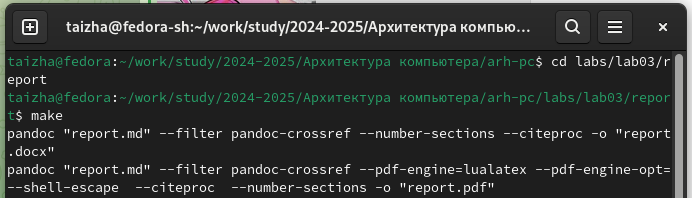 taizha@fedora-sh:~/work/study/2024-2025/Архитектура компью...
taizha@fedora:~/work/study/2024-2025/Архитектура компьютера/arh-pc$ cd labs/lab03/r
eport
taizha@fedora:~/work/study/2024-2025/Архитектура компьютера/arh-pc/labs/lab03/repor
t$ make
pandoc "report.md" --filter pandoc-crossref --number-sections --citeproc -o "report
.docx"
pandoc "report.md" --filter pandoc-crossref --pdf-engine=lualatex --pdf-engine-opt=
--shell-escape  --citeproc  --number-sections -o "report.pdf"